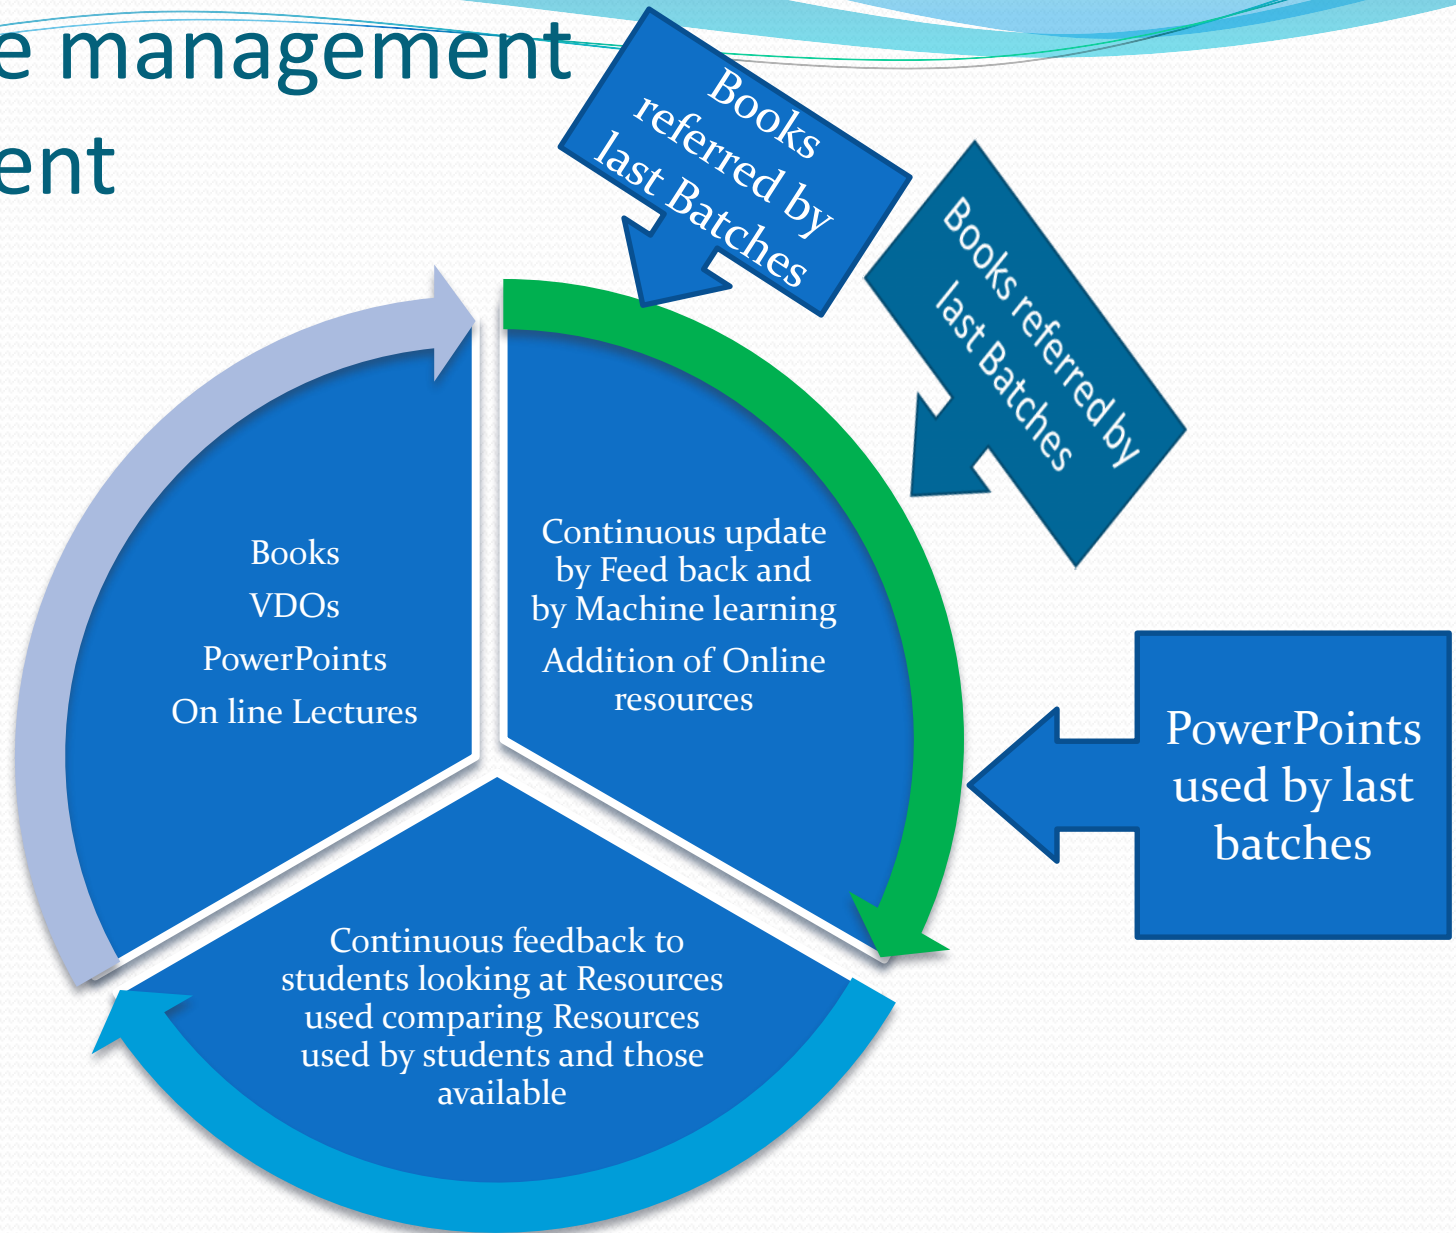 e management
ent
Books
referred by
last Batches
Books referred by
last Batches
Continuous update
by Feed back and
by Machine learning
Addition of Online
resources
Books
VDOs
PowerPoints
On line Lectures
PowerPoints
used by last
batches
Continuous feedback to
students looking at Resources
used comparing Resources
used by students and those
available